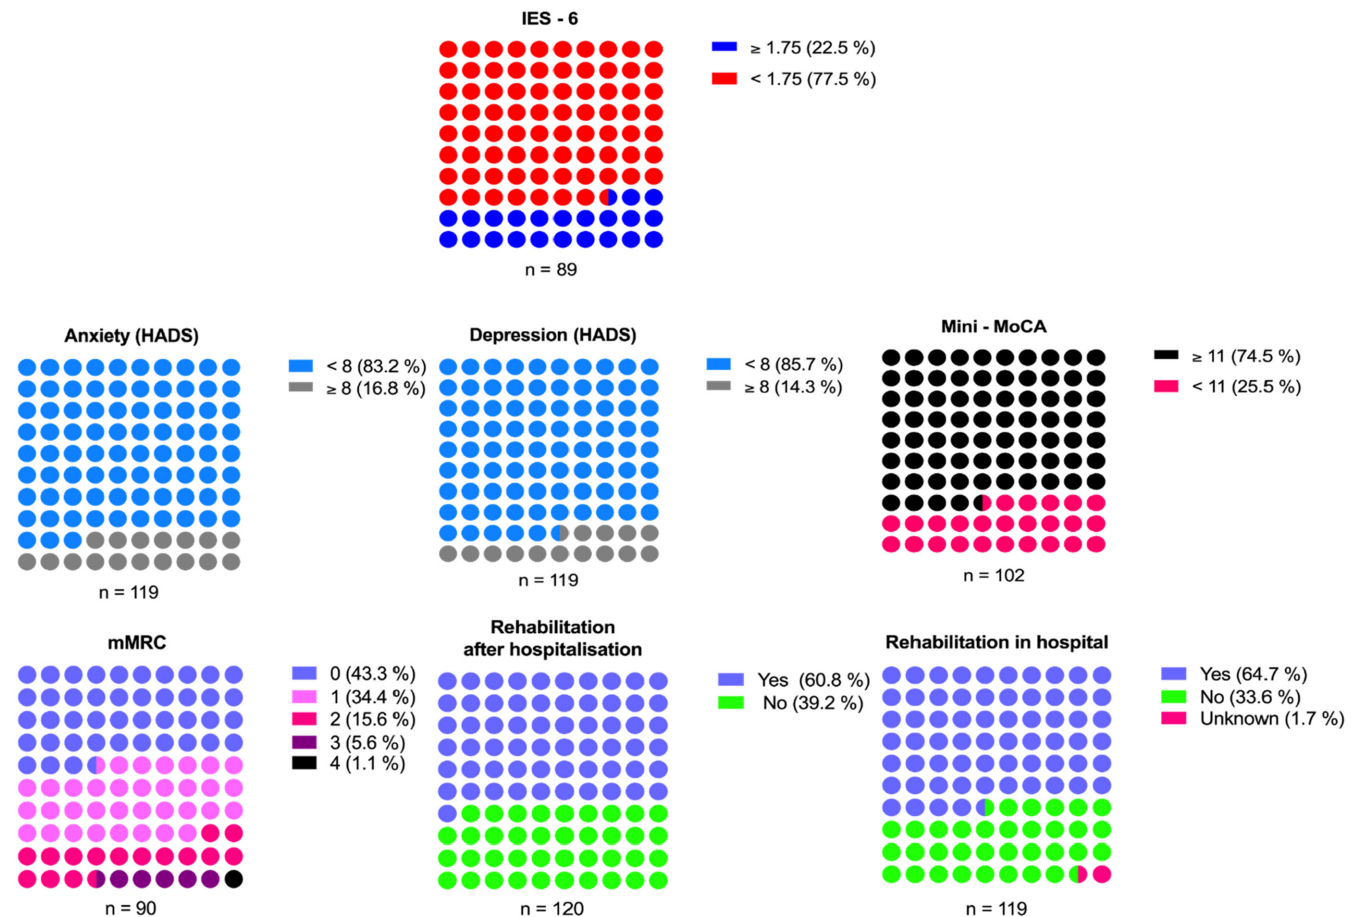 IES - 6
≥ 1.75 (22.5 %)
< 1.75 (77.5 %)
n = 89
Anxiety (HADS)
< 8 (83.2 %)
≥ 8 (16.8 %)
n = 119
Depression (HADS)
< 8 (85.7 %)
≥ 8 (14.3 %)
n = 119
Mini - MoCA
≥ 11 (74.5 %)
< 11 (25.5 %)
n = 102
mMRC
0 (43.3 %)
1 (34.4 %)
2 (15.6 %)
3 (5.6 %)
4 (1.1 %)
n = 90
Rehabilitation
after hospitalisation
Yes (60.8 %)
No (39.2 %)
n = 120
Rehabilitation in hospital
Yes (64.7 %)
No (33.6 %)
Unknown (1.7 %)
n = 119